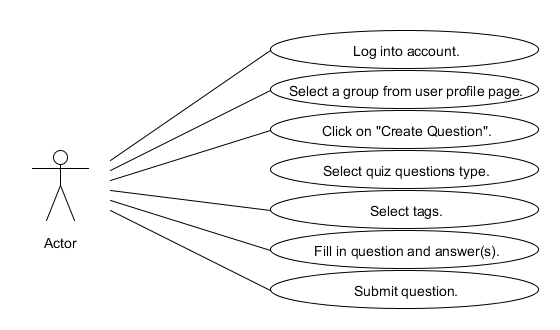 Log into account.
Select a group from user profile page.
Click on "Create Question".
Select quiz questions type.
Select tags.
Fill in question and answer(s).
Submit question.
Actor